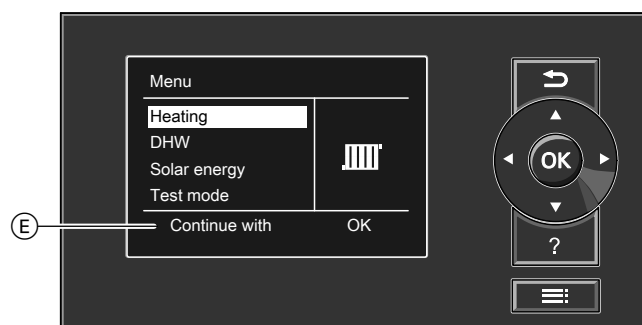 Menu
Heating
DHW
Solar energy
Test mode
Continue with OK
E
OK
?